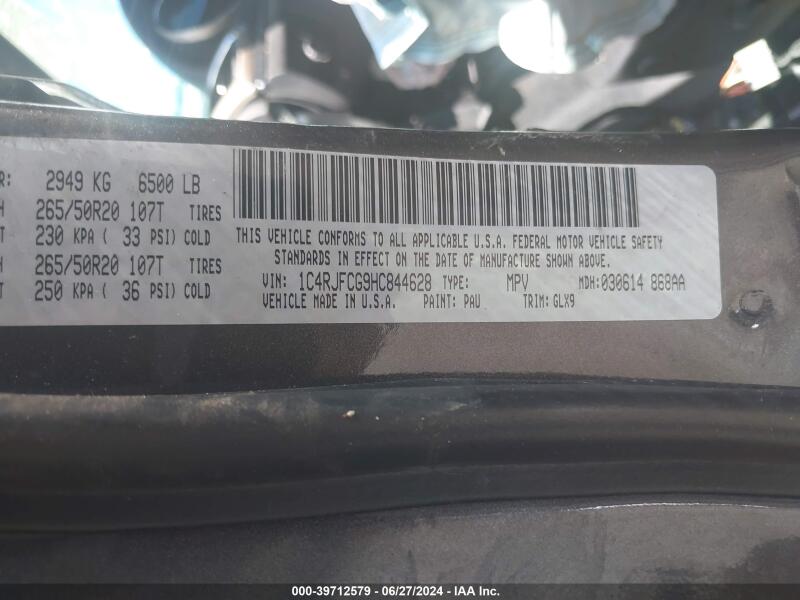 R: 2949 KG 6500 LB
H 265/50R20 107T TIRES
T 230 KPA ( 33 PSI) COLD
H 265/50R20 107T TIRES
T 250 KPA ( 36 PSI) COLD
THIS VEHICLE CONFORMS TO ALL APPLICABLE U.S.A. FEDERAL MOTOR VEHICLE SAFETY
STANDARDS IN EFFECT ON THE DATE OF MANUFACTURE SHOWN ABOVE.
VIN: 1C4RJFCG9HC844628 TYPE: MPV MDH: 030614 868AA
VEHICLE MADE IN U.S.A. PAINT: PAU TRIM: GLX9
000-39712579 / 06/27/2024 / IAA Inc.